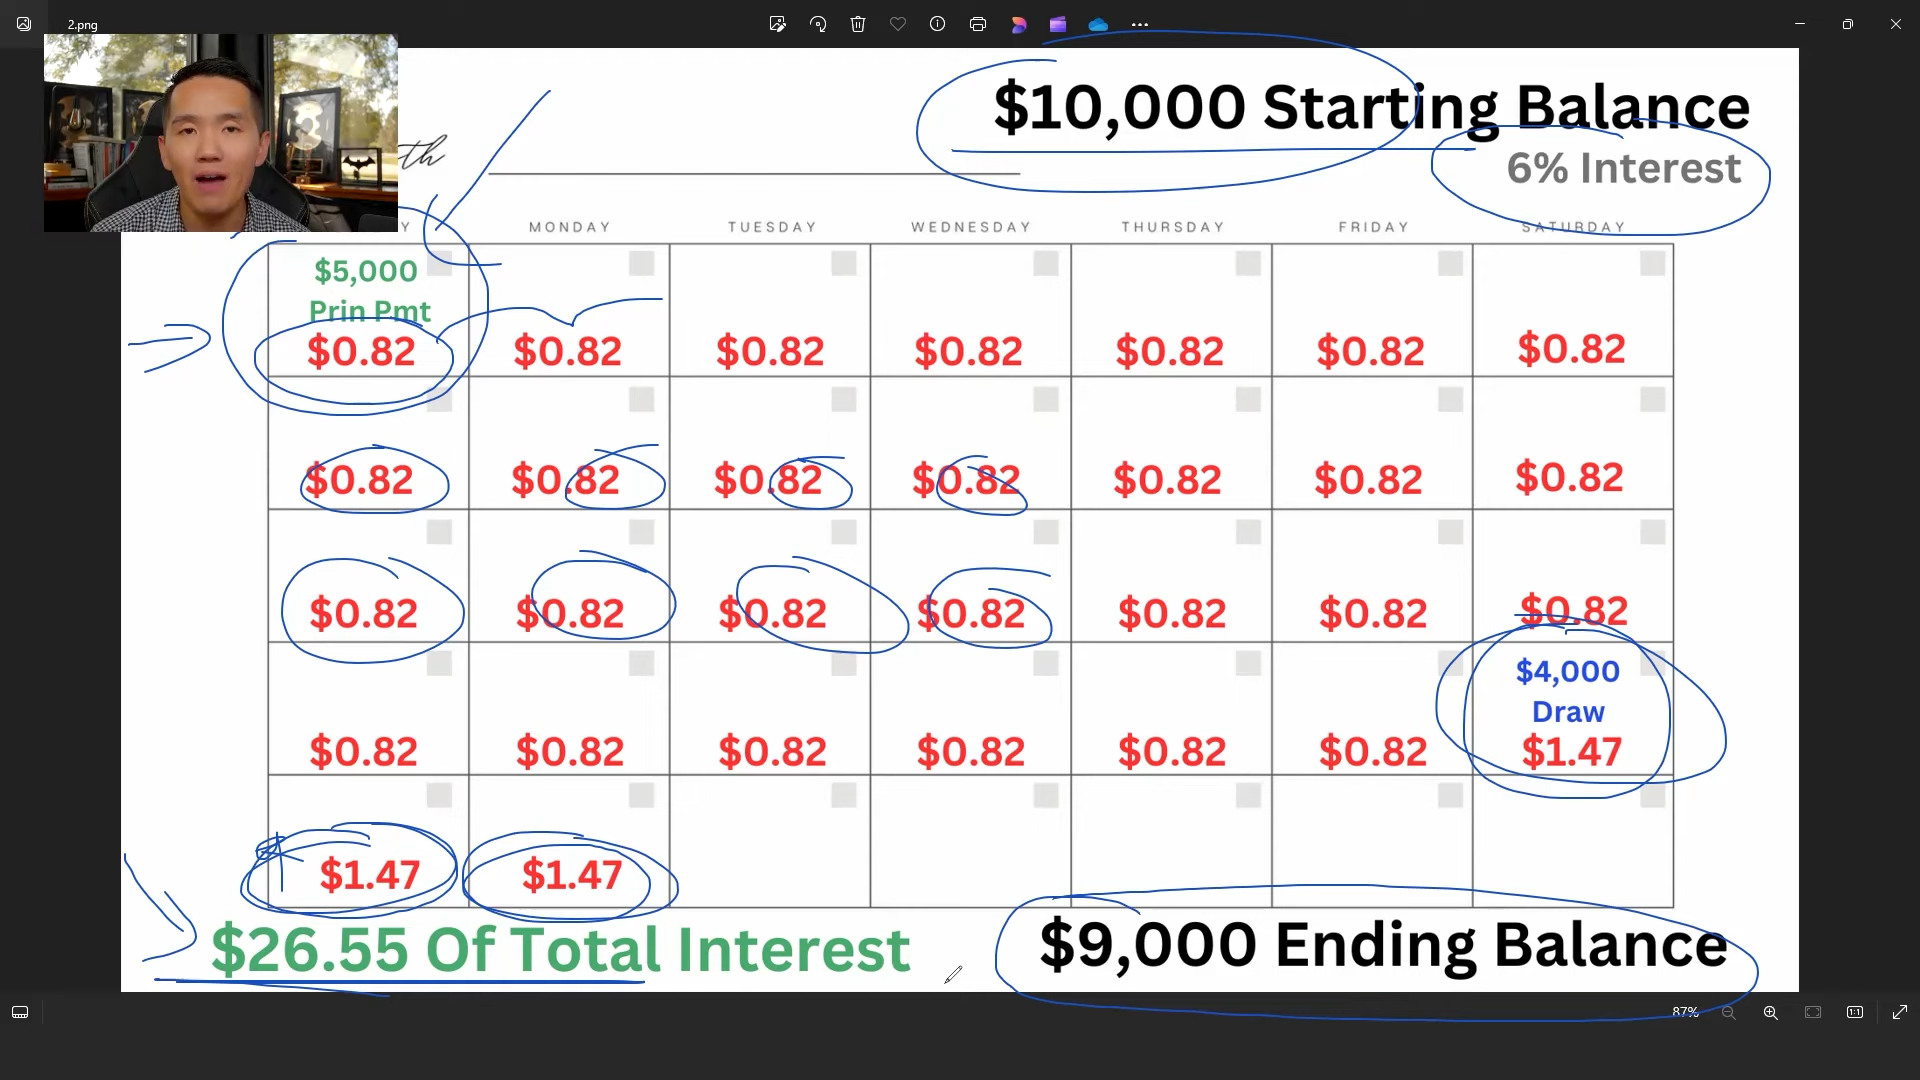 2.png
$10,000 Starting Balance
6% Interest
th
Y MONDAY TUESDAY WEDNESDAY THURSDAY FRIDAY SATURDAY
$5,000
Prin Pmt
$0.82 $0.82 $0.82 $0.82 $0.82 $0.82 $0.82
$0.82 $0.82 $0.82 $0.82 $0.82 $0.82 $0.82
$0.82 $0.82 $0.82 $0.82 $0.82 $0.82 $0.82
$4,000
Draw
$0.82 $0.82 $0.82 $0.82 $0.82 $0.82 $1.47
$1.47 $1.47
$26.55 Of Total Interest
$9,000 Ending Balance
87%
1:1